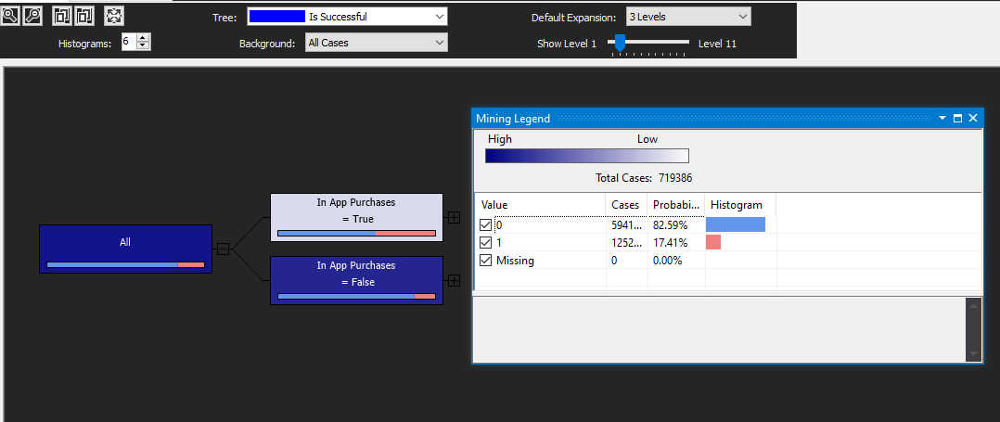 Tree: Is Successful Default Expansion: 3 Levels
Histograms: 6 Background: All Cases Show Level 1 Level 11
Mining Legend
High Low
Total Cases: 719386
Value Cases Probabi... Histogram
0 5941... 82.59%
1 1252... 17.41%
Missing 0 0.00%
In App Purchases
= True
All
In App Purchases
= False